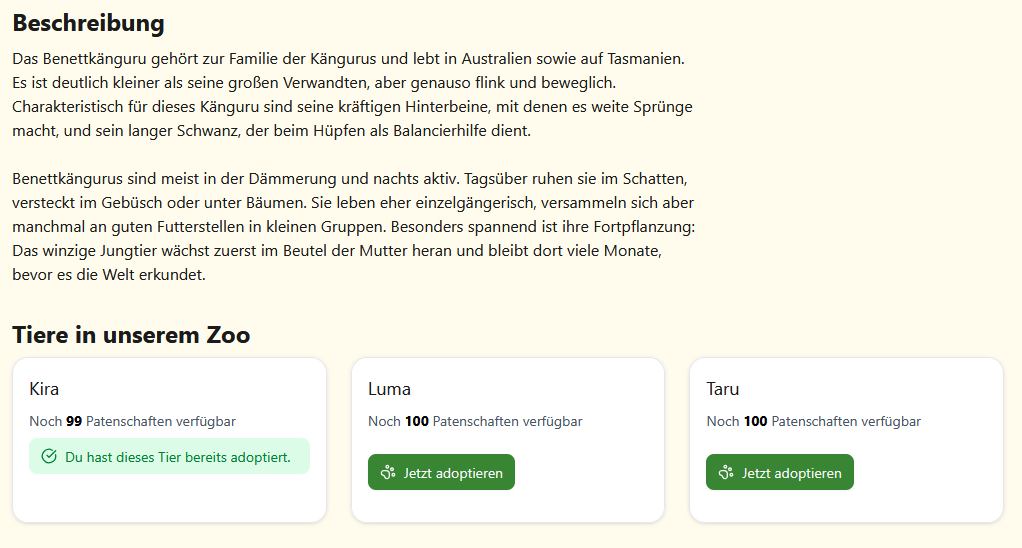 Beschreibung
Das Benettkänguru gehört zur Familie der Kängurus und lebt in Australien sowie auf Tasmanien.
Es ist deutlich kleiner als seine großen Verwandten, aber genauso flink und beweglich.
Charakteristisch für dieses Känguru sind seine kräftigen Hinterbeine, mit denen es weite Sprünge
macht, und sein langer Schwanz, der beim Hüpfen als Balancierhilfe dient.
Benettkängurus sind meist in der Dämmerung und nachts aktiv. Tagsüber ruhen sie im Schatten,
versteckt im Gebüsch oder unter Bäumen. Sie leben eher einzelgängerisch, versammeln sich aber
manchmal an guten Futterstellen in kleinen Gruppen. Besonders spannend ist ihre Fortpflanzung:
Das winzige Jungtier wächst zuerst im Beutel der Mutter heran und bleibt dort viele Monate,
bevor es die Welt erkundet.
Tiere in unserem Zoo
Kira
Noch 99 Patenschaften verfügbar
Du hast dieses Tier bereits adoptiert.
Luma
Noch 100 Patenschaften verfügbar
Jetzt adoptieren
Taru
Noch 100 Patenschaften verfügbar
Jetzt adoptieren